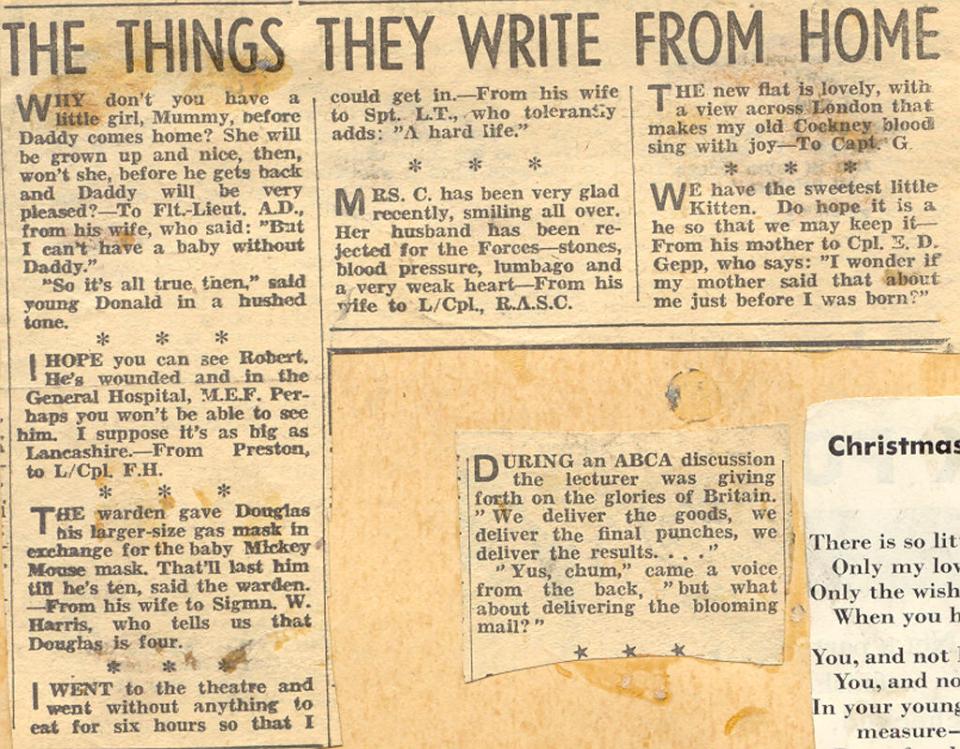 THE THINGS THEY WRITE FROM HOME
WHY don't you have a
little girl, Mummy, before
Daddy comes home? She will
be grown up and nice, then,
won't she, before he gets back
and Daddy will be very
pleased?—To Flt.-Lieut. A.D.,
from his wife, who said: "But
I can't have a baby without
Daddy."
"So it's all true then," said
young Donald in a hushed
tone.
* * *
I HOPE you can see Robert.
He's wounded and in the
General Hospital, M.E.F. Per-
haps you won't be able to see
him. I suppose it's as big as
Lancashire.—From Preston,
to L/Cpl. F.H.
* * *
THE warden gave Douglas
his larger-size gas mask in
exchange for the baby Mickey
Mouse mask. That'll last him
till he's ten, said the warden.
—From his wife to Sigmn. W.
Harris, who tells us that
Douglas is four.
* * *
I WENT to the theatre and
went without anything to
eat for six hours so that I
could get in.—From his wife
to Spt. L.T., who tolerantly
adds: "A hard life."
* * *
MRS. C. has been very glad
recently, smiling all over.
Her husband has been re-
jected for the Forces—stones,
blood pressure, lumbago and
a very weak heart—From his
wife to L/Cpl., R.A.S.C.
THE new flat is lovely, with
a view across London that
makes my old Cockney blood
sing with joy—To Capt. G.
* * *
WE have the sweetest little
Kitten. Do hope it is a
he so that we may keep it—
From his mother to Cpl. E. D.
Gepp, who says: "I wonder if
my mother said that about
me just before I was born?"
DURING an ABCA discussion
the lecturer was giving
forth on the glories of Britain.
"We deliver the goods, we
deliver the final punches, we
deliver the results. . . ."
"Yus, chum," came a voice
from the back, "but what
about delivering the blooming
mail?"
* * *
Christmas
There is so
Only my
Only the wish
When you
You, and not
You, and
In your young
measure—